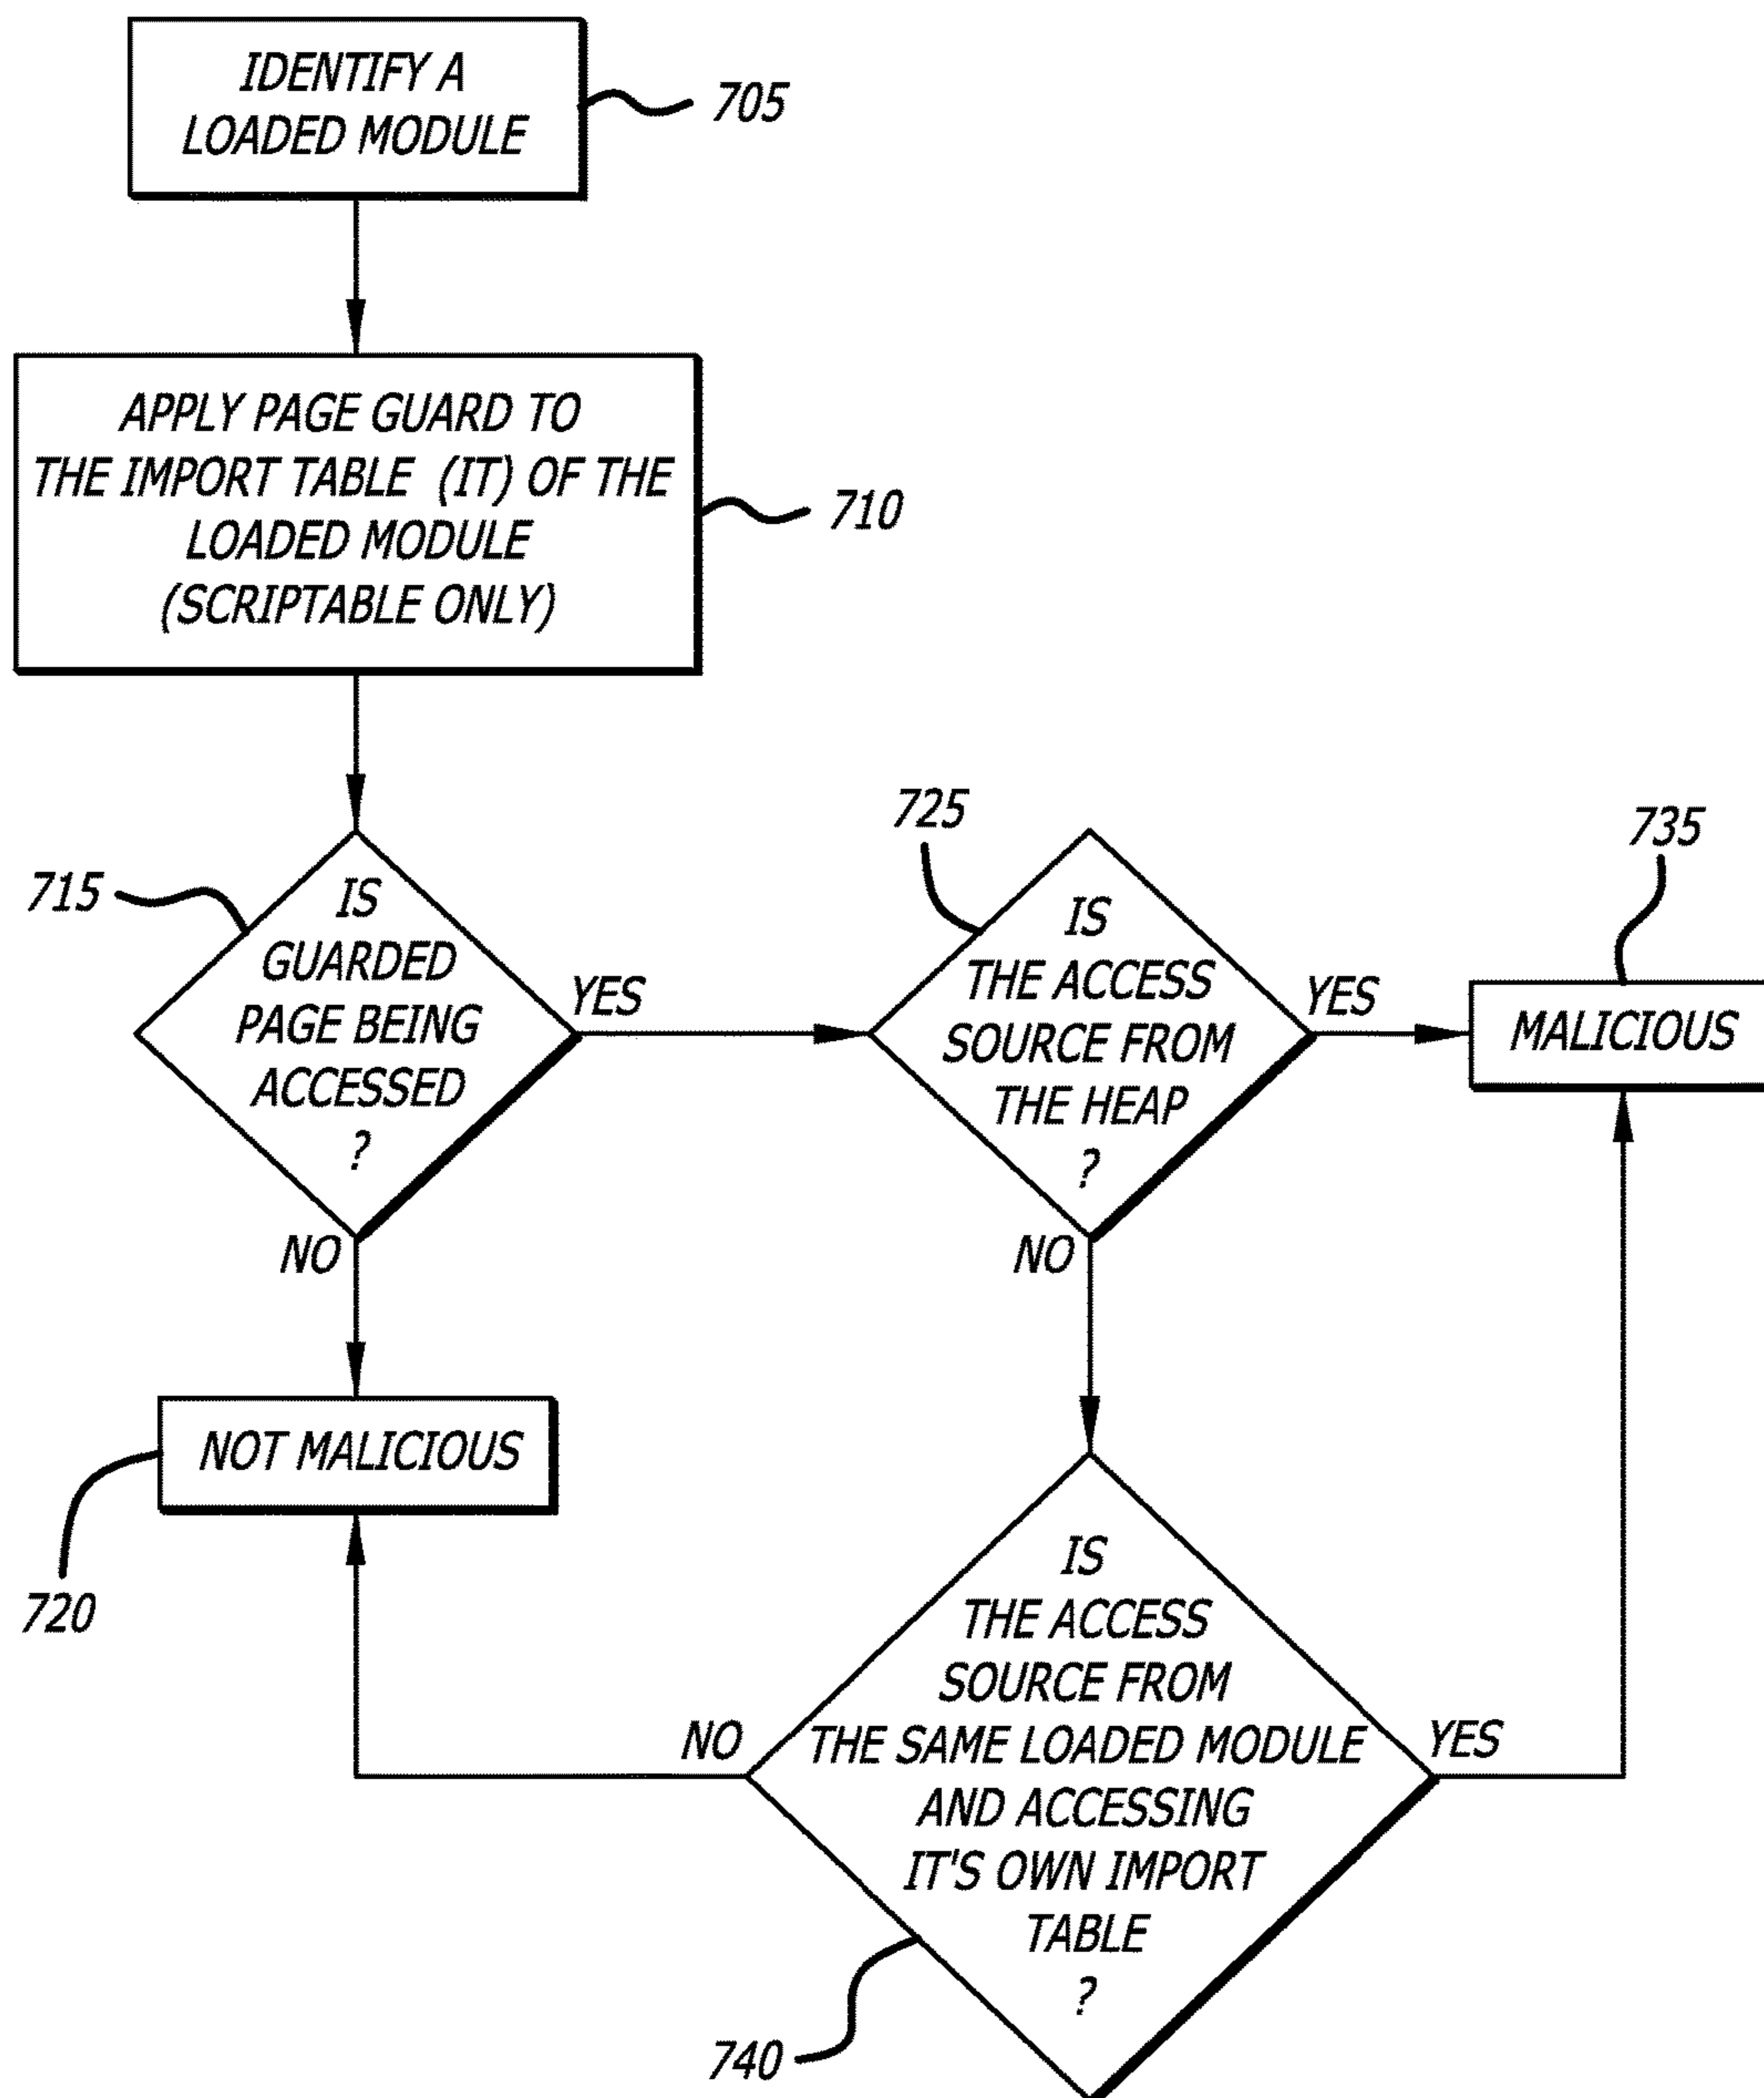 IDENTIFY A
LOADED MODULE
705
APPLY PAGE GUARD TO
THE IMPORT TABLE (IT) OF THE
LOADED MODULE
(SCRIPTABLE ONLY)
710
715
IS
GUARDED
PAGE BEING
ACCESSED
?
YES
NO
725
IS
THE ACCESS
SOURCE FROM
THE HEAP
?
YES
NO
735
MALICIOUS
NOT MALICIOUS
720
IS
THE ACCESS
SOURCE FROM
THE SAME LOADED MODULE
AND ACCESSING
IT'S OWN IMPORT
TABLE
?
NO
YES
740